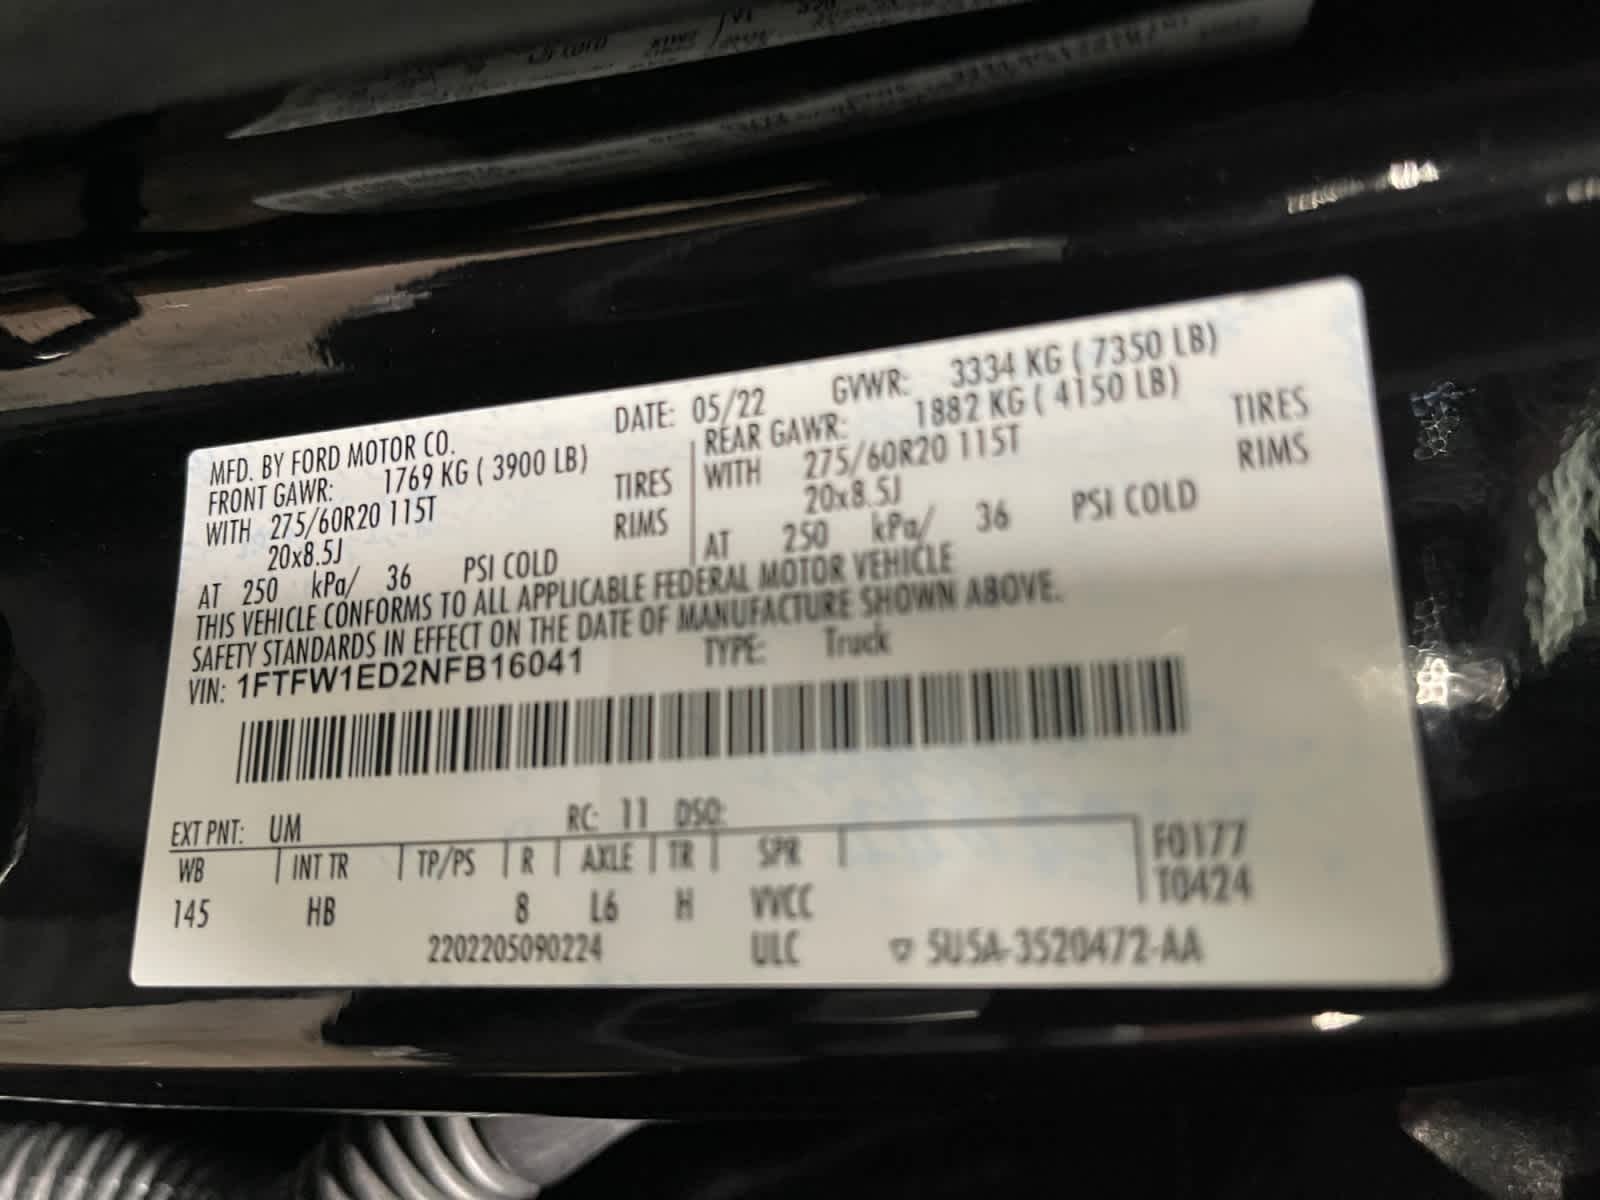 MFD. BY FORD MOTOR CO. DATE: 05/22 GVWR: 3334 KG ( 7350 LB)
FRONT GAWR: 1769 KG ( 3900 LB) REAR GAWR: 1882 KG ( 4150 LB)
WITH 275/60R20 115T TIRES WITH 275/60R20 115T TIRES
20x8.5J RIMS 20x8.5J RIMS
AT 250 kPa/ 36 PSI COLD AT 250 kPa/ 36 PSI COLD
THIS VEHICLE CONFORMS TO ALL APPLICABLE FEDERAL MOTOR VEHICLE
SAFETY STANDARDS IN EFFECT ON THE DATE OF MANUFACTURE SHOWN ABOVE.
VIN: 1FTFW1ED2NFB16041 TYPE: Truck
EXT PNT: UM RC: 11 DSO:
WB INT TR TP/PS R AXLE TR SPR F0177
145 HB 8 L6 H VVCC T0424
2202205090224 ULC 5U5A-3520472-AA